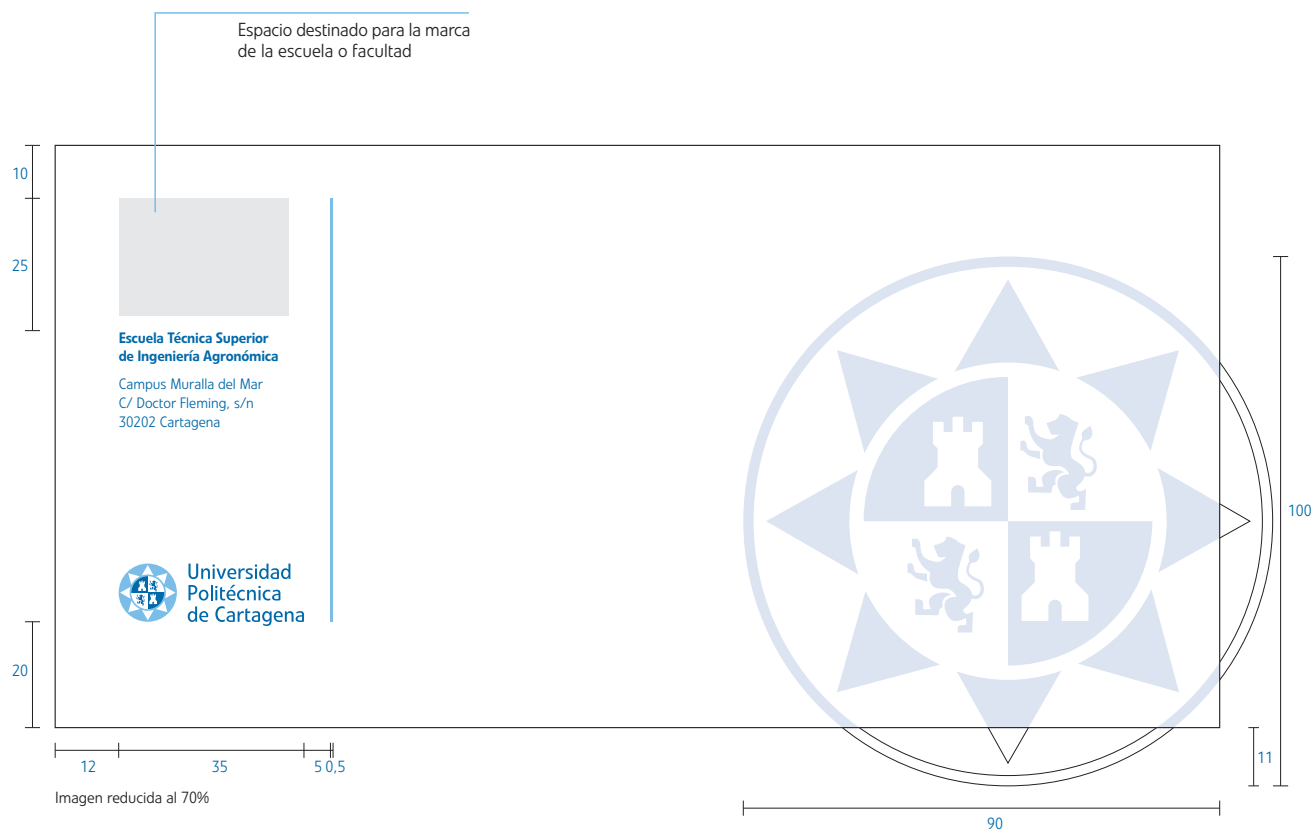 Espacio destinado para la marca
de la escuela o facultad
10
25
Escuela Técnica Superior
de Ingeniería Agronómica
Campus Muralla del Mar
C/ Doctor Fleming, s/n
30202 Cartagena
100
Universidad
Politécnica
de Cartagena
20
12
35
5 0,5
11
Imagen reducida al 70%
90